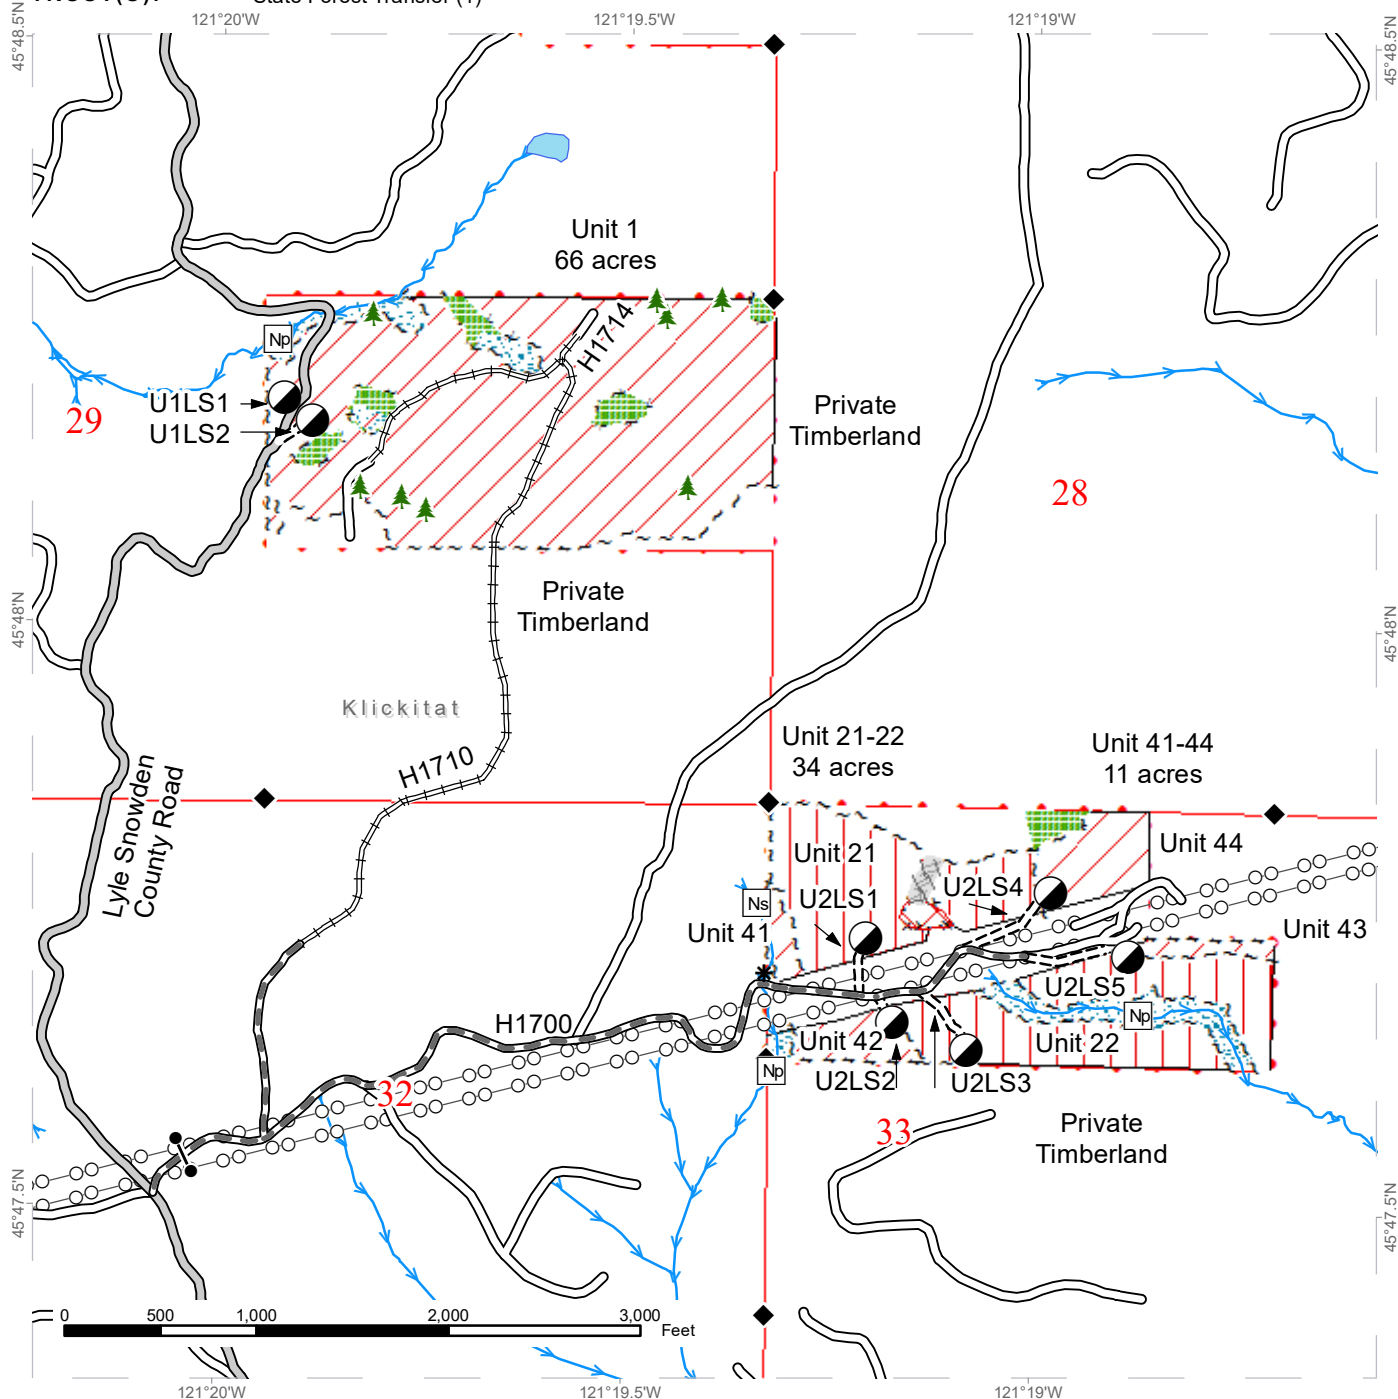 State Forest Transfer (1)
121°20'W
121°19.5'W
121°19'W
45°48.5'N
45°48.5'N
Unit 1
66 acres
H1714
Np
U1LS1
U1LS2
29
Private
Timberland
28
Private
Timberland
45°48'N
45°48'N
Klickitat
H1710
Lyle Snowden
County Road
Unit 21-22
34 acres
Unit 41-44
11 acres
Unit 21
Unit 44
U2LS4
U2LS1
Ns
Unit 41
Unit 43
U2LS5
Np
H1700
Unit 42
Unit 22
Np
U2LS2
U2LS3
32
33
Private
Timberland
45°47.5'N
45°47.5'N
0 500 1,000 2,000 3,000
Feet
121°20'W
121°19.5'W
121°19'W